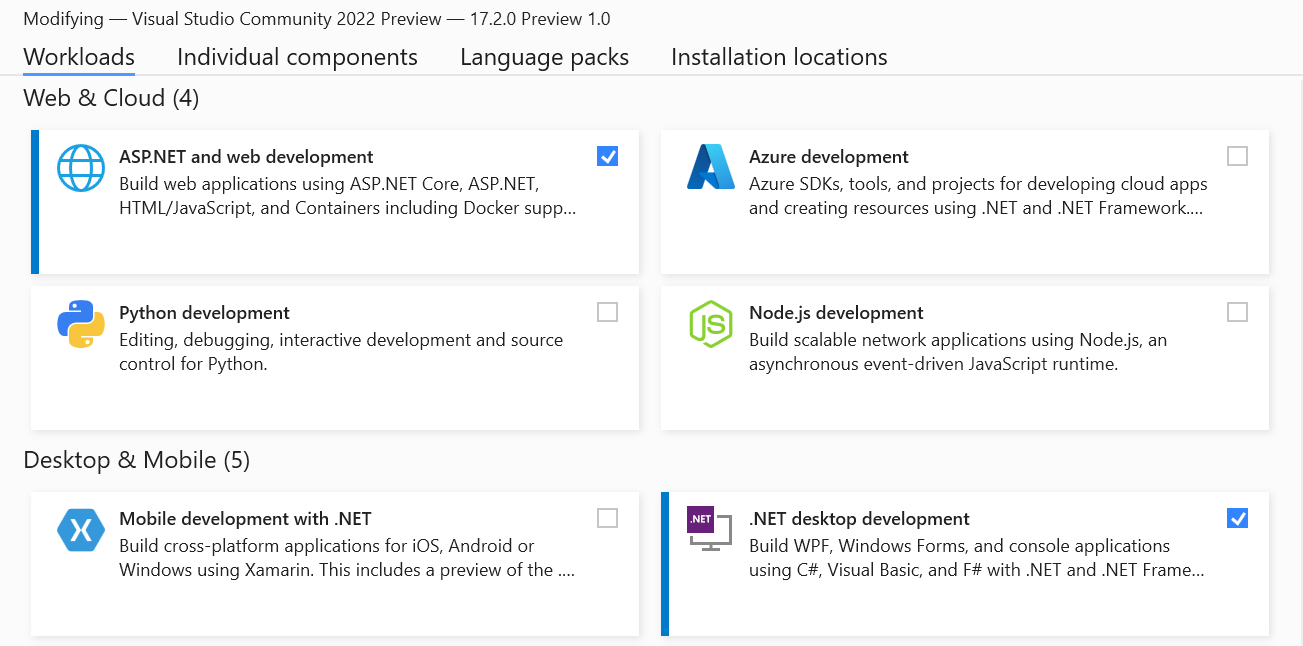 Modifying — Visual Studio Community 2022 Preview — 17.2.0 Preview 1.0
Workloads Individual components Language packs Installation locations
Web & Cloud (4)
ASP.NET and web development
Build web applications using ASP.NET Core, ASP.NET,
HTML/JavaScript, and Containers including Docker supp...
Azure development
Azure SDKs, tools, and projects for developing cloud apps
and creating resources using .NET and .NET Framework....
Python development
Editing, debugging, interactive development and source
control for Python.
JS
Node.js development
Build scalable network applications using Node.js, an
asynchronous event-driven JavaScript runtime.
Desktop & Mobile (5)
Mobile development with .NET
Build cross-platform applications for iOS, Android or
Windows using Xamarin. This includes a preview of the ....
.NET
.NET desktop development
Build WPF, Windows Forms, and console applications
using C#, Visual Basic, and F# with .NET and .NET Frame...